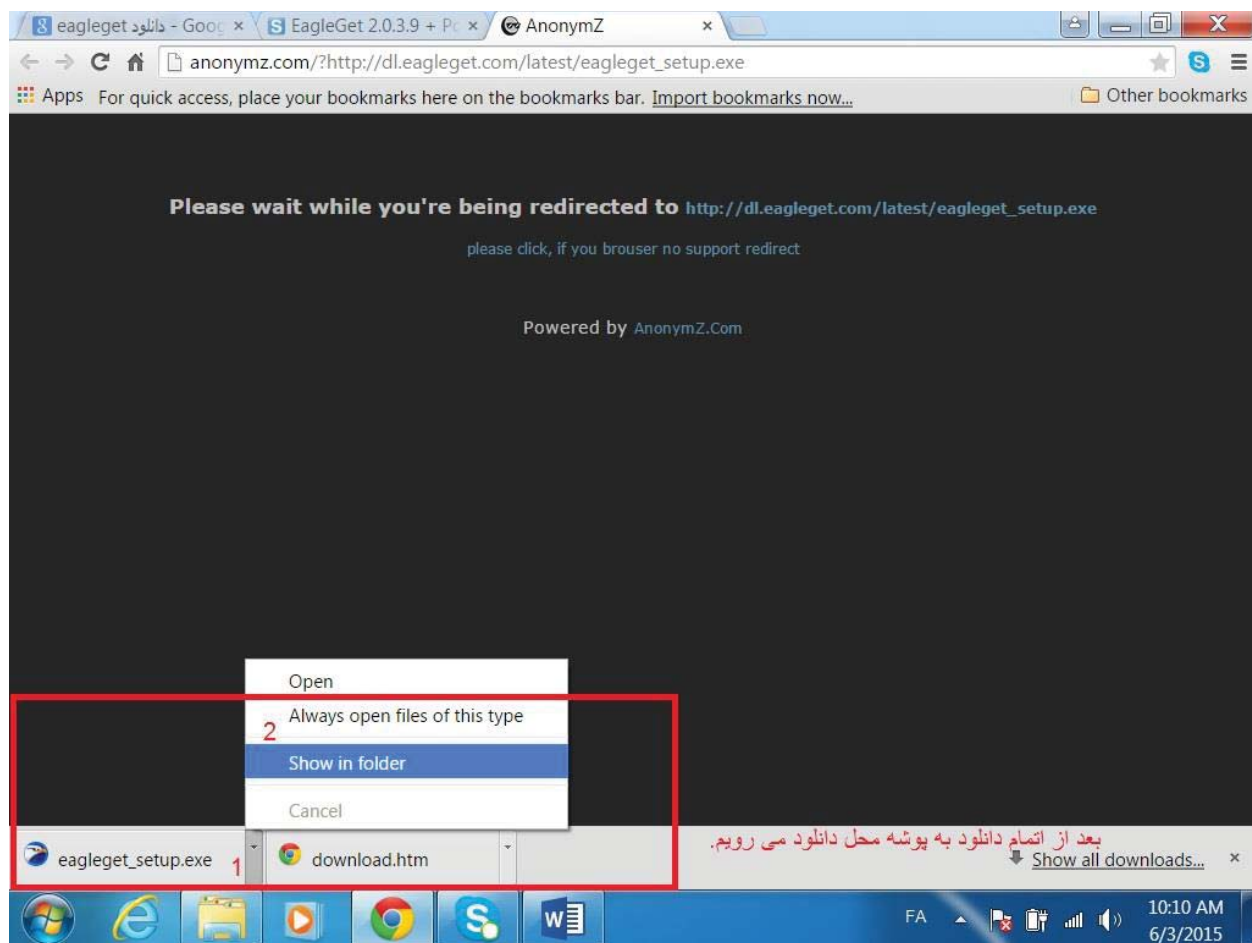 eagleget دانلود - Goog
EagleGet 2.0.3.9 + Po
AnonymZ
anonymz.com/?http://dl.eagleget.com/latest/eagleget_setup.exe
Apps For quick access, place your bookmarks here on the bookmarks bar. Import bookmarks now... Other bookmarks
Please wait while you're being redirected to http://dl.eagleget.com/latest/eagleget_setup.exe
please click, if you brouser no support redirect
Powered by AnonymZ.Com
Open
Always open files of this type
2
Show in folder
Cancel
بعد از اتمام دانلود به پوشه محل دانلود می رویم.
eagleget_setup.exe 1
download.htm
Show all downloads...
FA
10:10 AM
6/3/2015